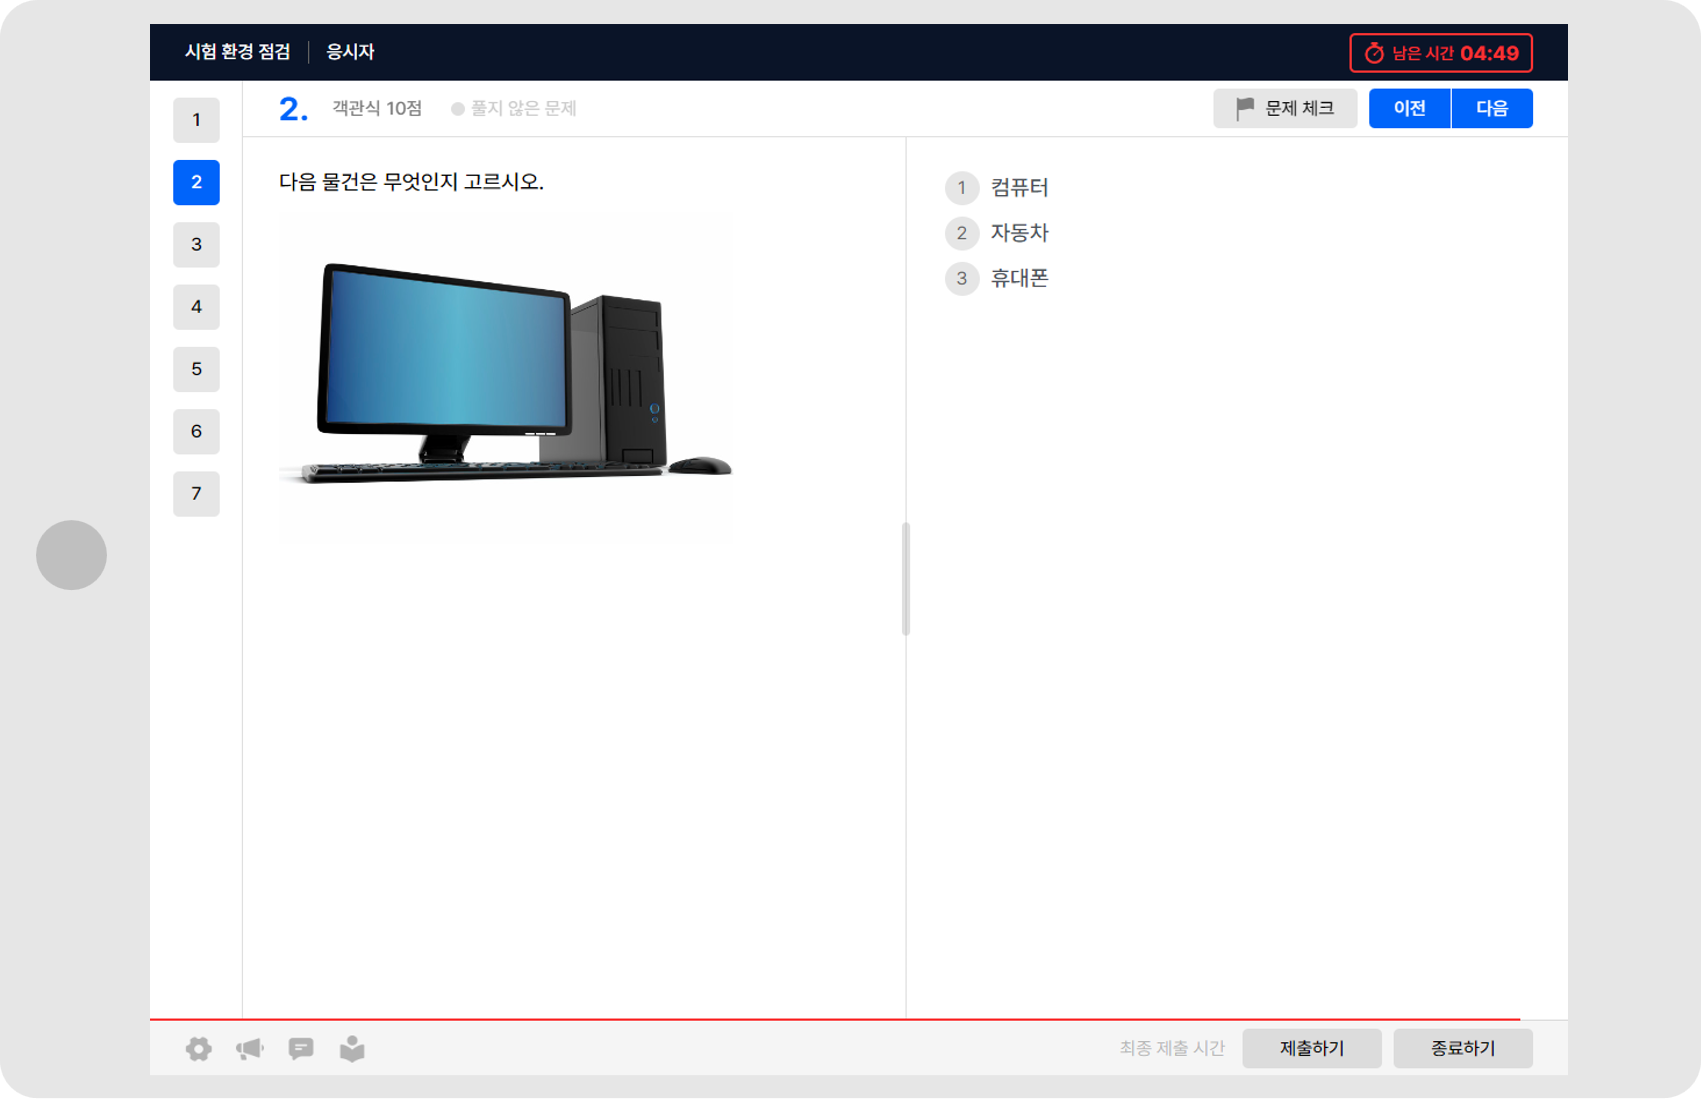 시험 환경 점검 응시자
남은 시간 04:49
1
2
3
4
5
6
7
2. 객관식 10점 풀지 않은 문제
문제 체크 이전 다음
다음 물건은 무엇인지 고르시오.
1 컴퓨터
2 자동차
3 휴대폰
최종 제출 시간 제출하기 종료하기